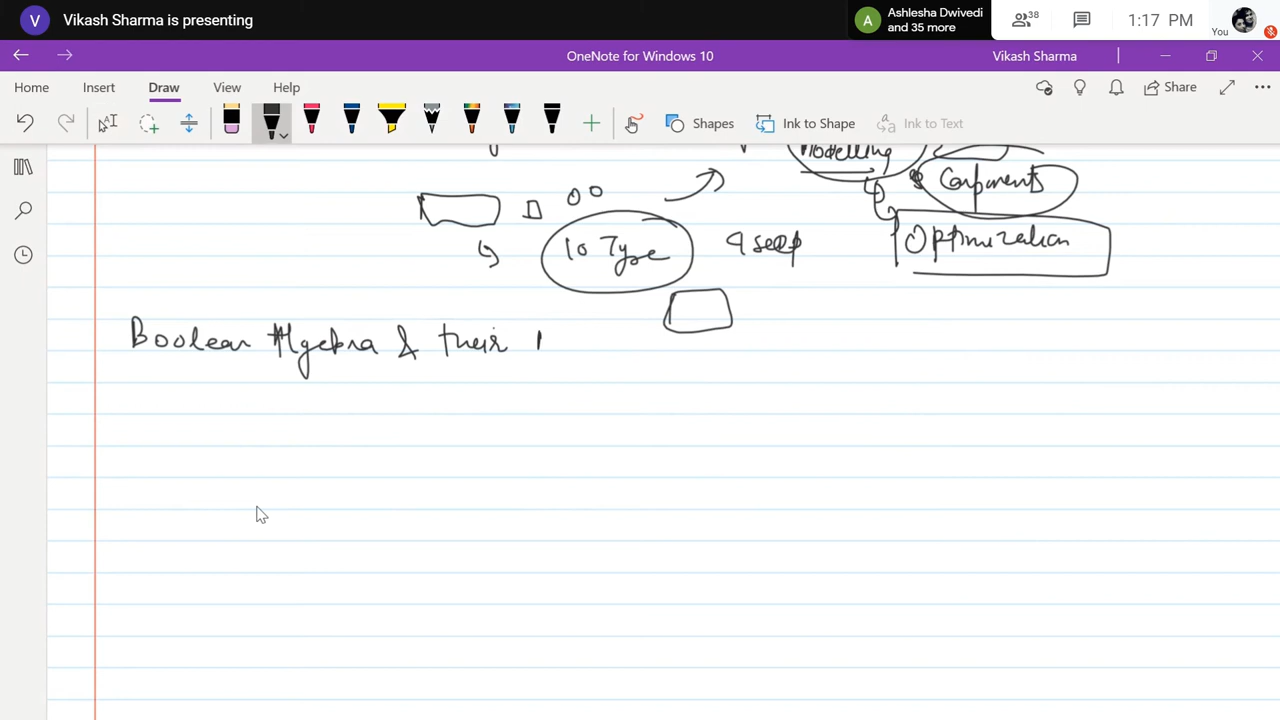 V Vikash Sharma is presenting
A Ashlesha Dwivedi and 35 more
38
1:17 PM
You
OneNote for Windows 10
Vikash Sharma
Home Insert Draw View Help
Share
Shapes
Ink to Shape
Ink to Text
Modelling
Components
10 Type
Optimization
Boolean Algebra & their